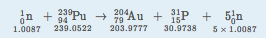 ¹₀n + ²³⁹₉₄Pu → ²⁰⁴₇₉Au + ³¹₁₅P + 5¹₀n
1.0087 239.0522 203.9777 30.9738 5 × 1.0087